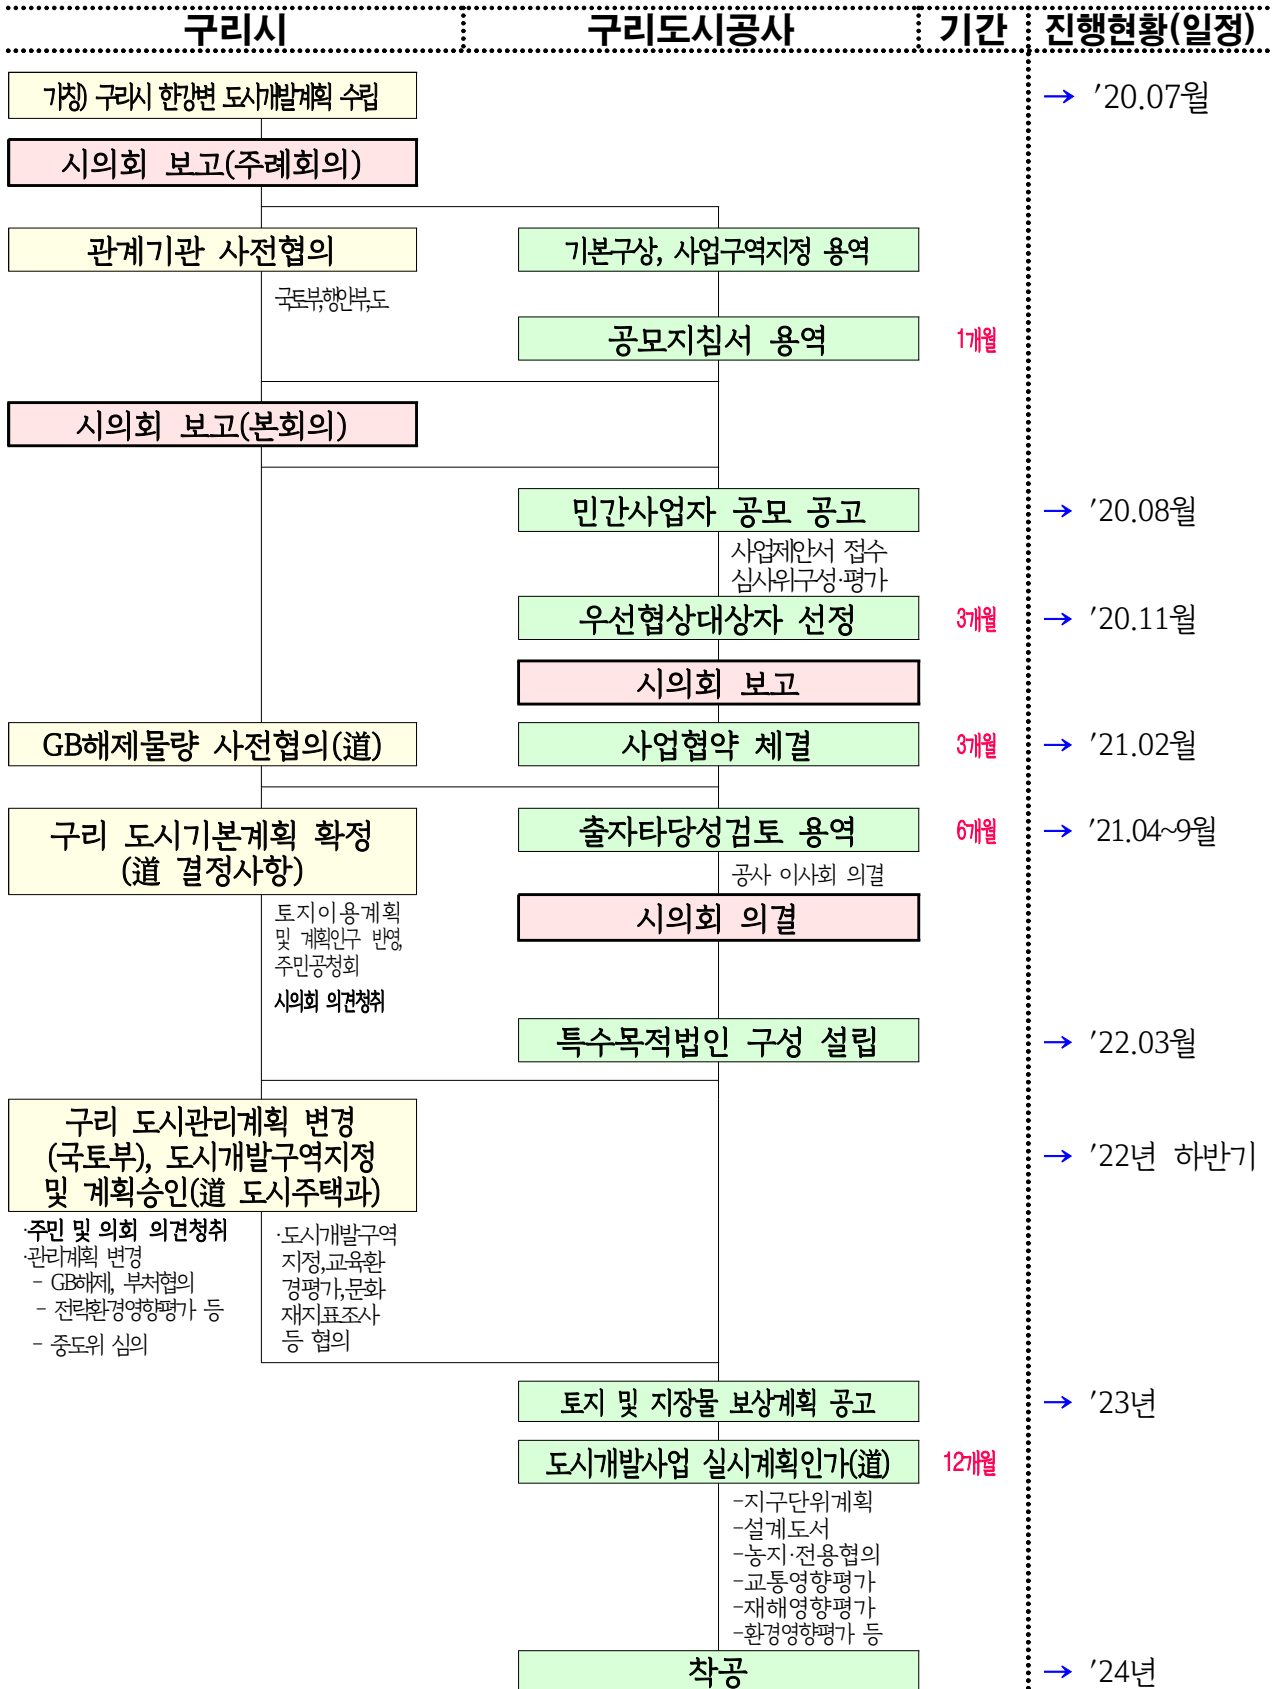 구리시 구리도시공사 기간 진행현황(일정)
가칭) 구리시 한강변 도시개발계획 수립 → ′20.07월
시의회 보고(주례회의)
관계기관 사전협의 기본구상, 사업구역지정 용역
국토부,행안부,도
공모지침서 용역 1개월
시의회 보고(본회의)
민간사업자 공모 공고 → ′20.08월
사업제안서 접수
심사위구성·평가
우선협상대상자 선정 3개월 → ′20.11월
시의회 보고
GB해제물량 사전협의(道) 사업협약 체결 3개월 → ′21.02월
구리 도시기본계획 확정
(道 결정사항)
출자타당성검토 용역 6개월 → ′21.04~9월
공사 이사회 의결
시의회 의결
토지이용계획
및 계획인구 반영,
주민공청회
시의회 의견청취
특수목적법인 구성 설립 → ′22.03월
구리 도시관리계획 변경
(국토부), 도시개발구역지정
및 계획승인(道 도시주택과)
→ ′22년 하반기
·주민 및 의회 의견청취
·관리계획 변경
- GB해제, 부처협의
- 전략환경영향평가 등
- 중도위 심의
·도시개발구역
지정,교육환
경평가,문화
재지표조사
등 협의
토지 및 지장물 보상계획 공고 → ′23년
도시개발사업 실시계획인가(道) 12개월
-지구단위계획
-설계도서
-농지·전용협의
-교통영향평가
-재해영향평가
-환경영향평가 등
착공 → ′24년